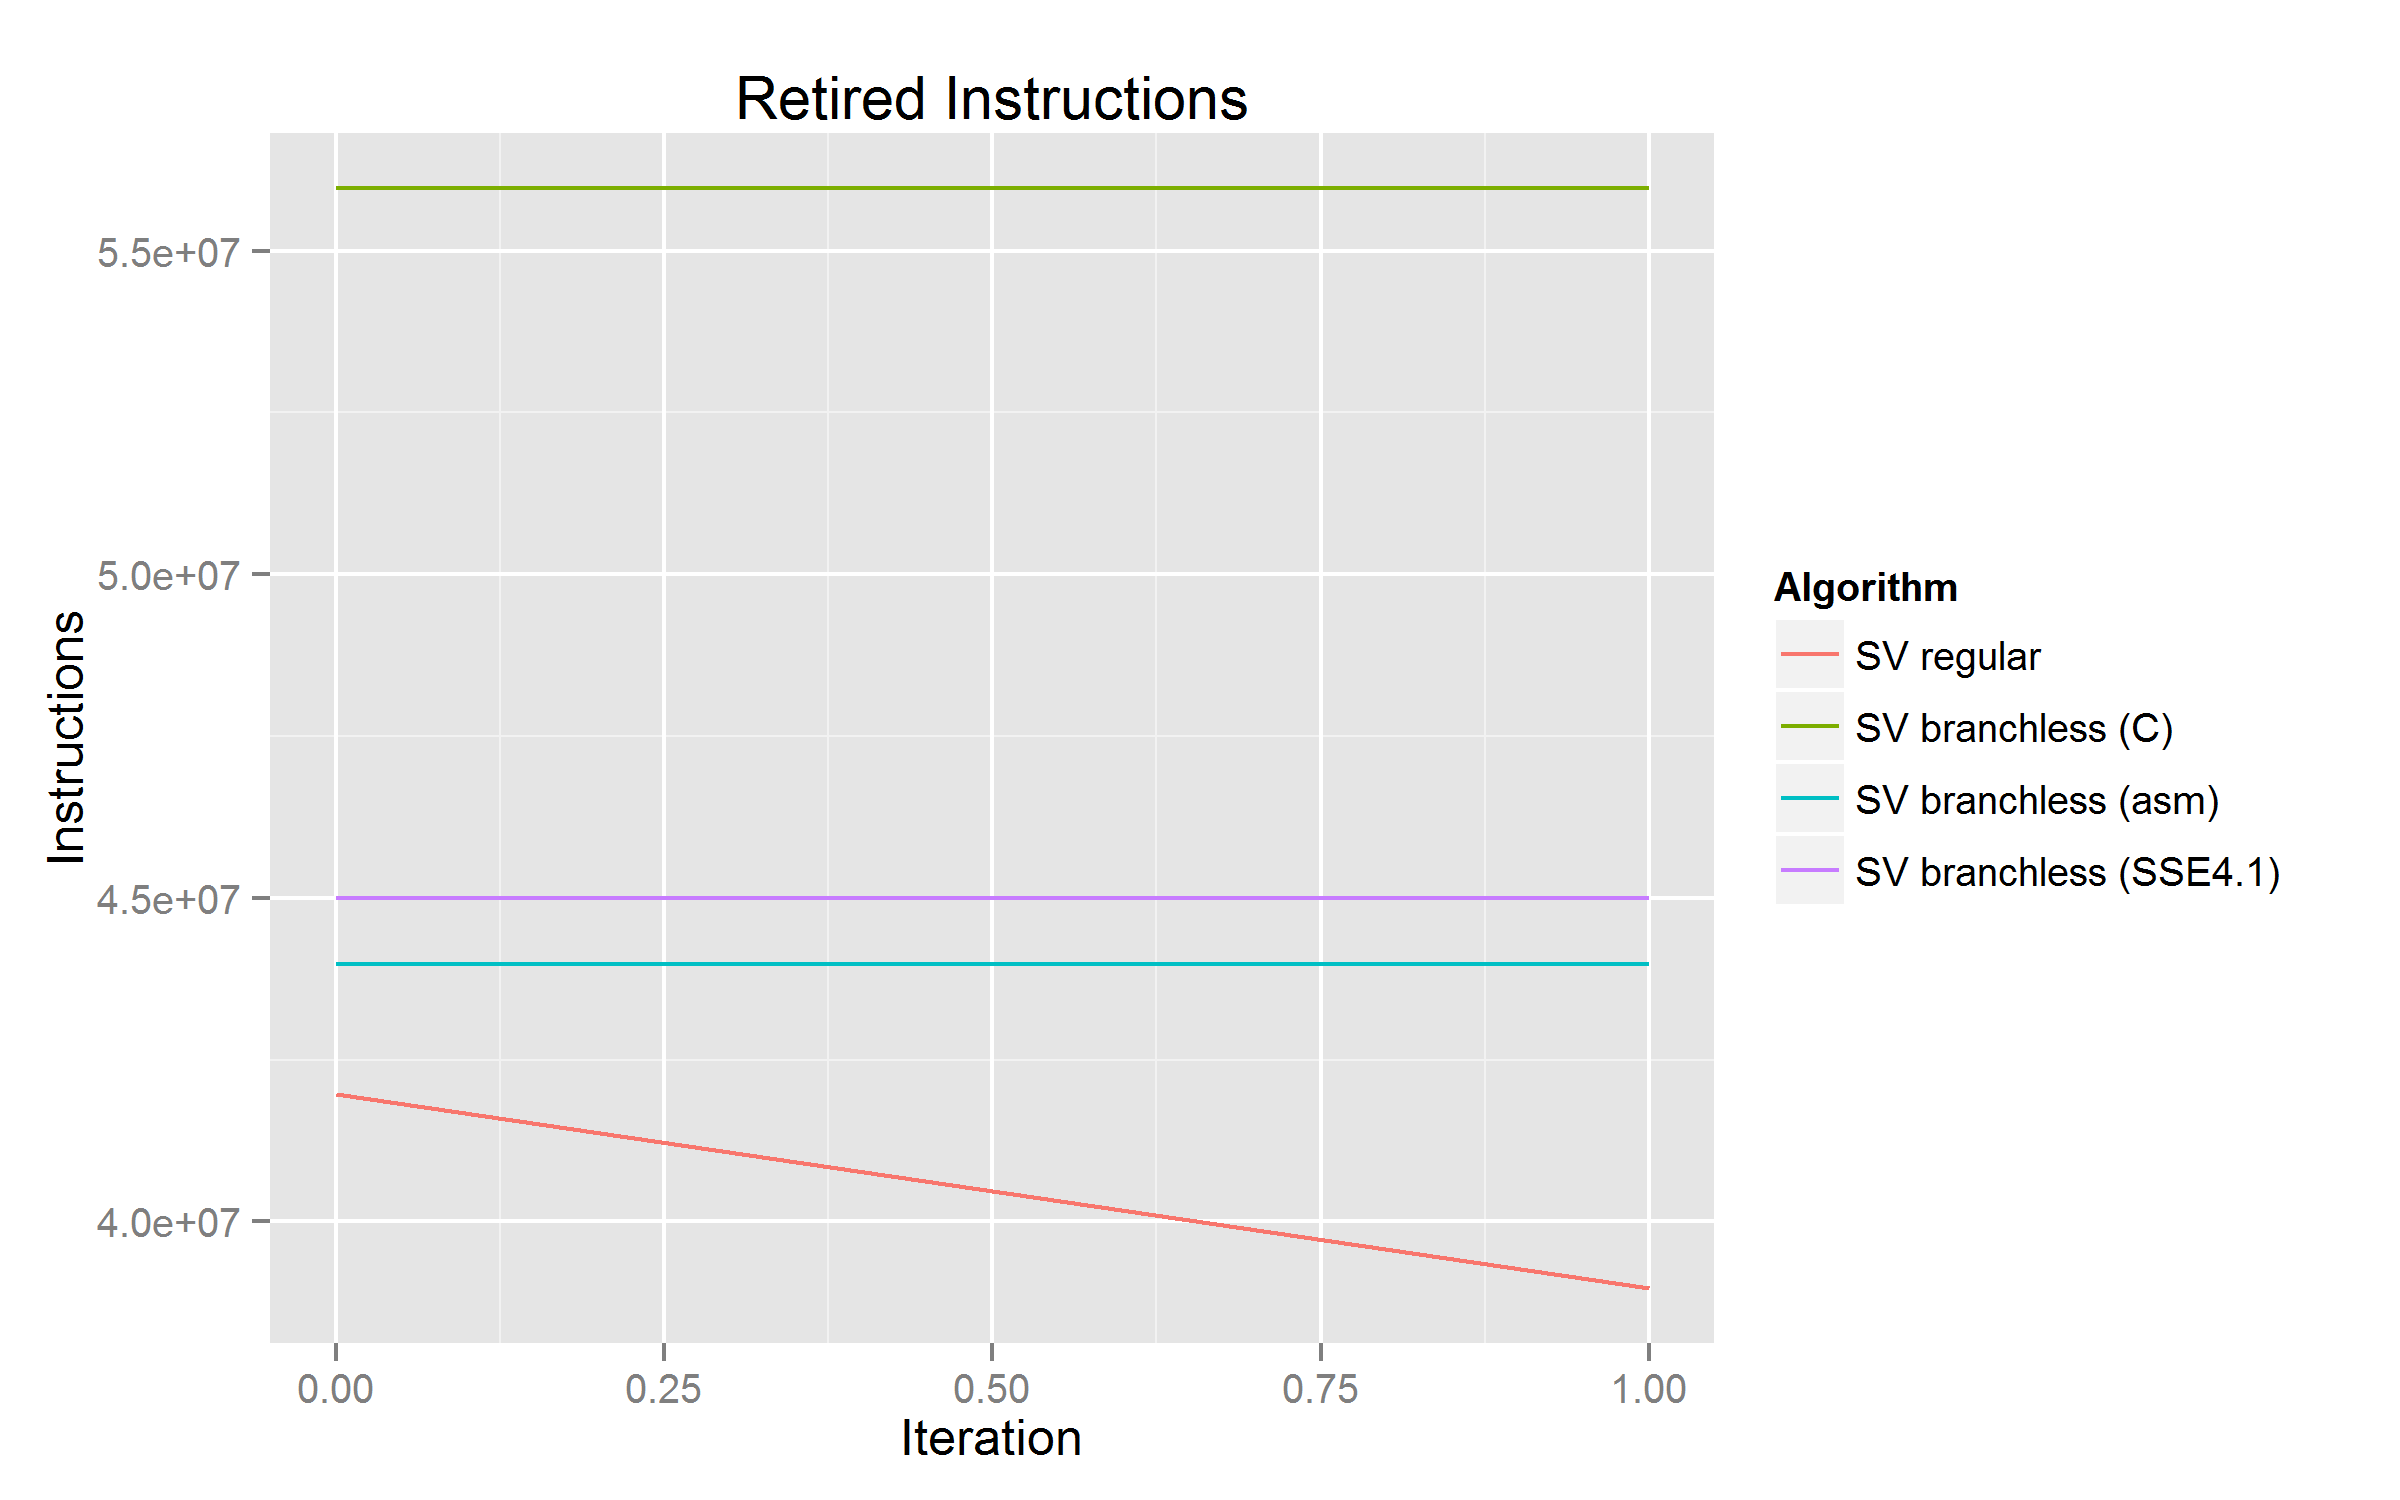 Retired Instructions
5.5e+07
5.0e+07
4.5e+07
4.0e+07
Instructions
0.00 0.25 0.50 0.75 1.00
Iteration
Algorithm
SV regular
SV branchless (C)
SV branchless (asm)
SV branchless (SSE4.1)